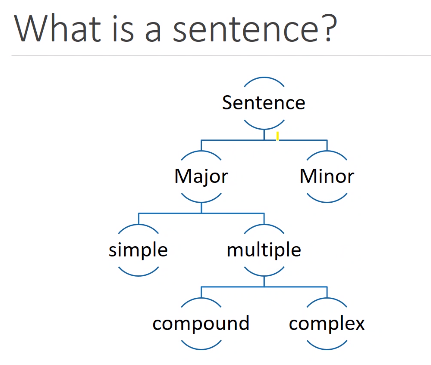 What is a sentence?
Sentence
Major Minor
simple multiple
compound complex